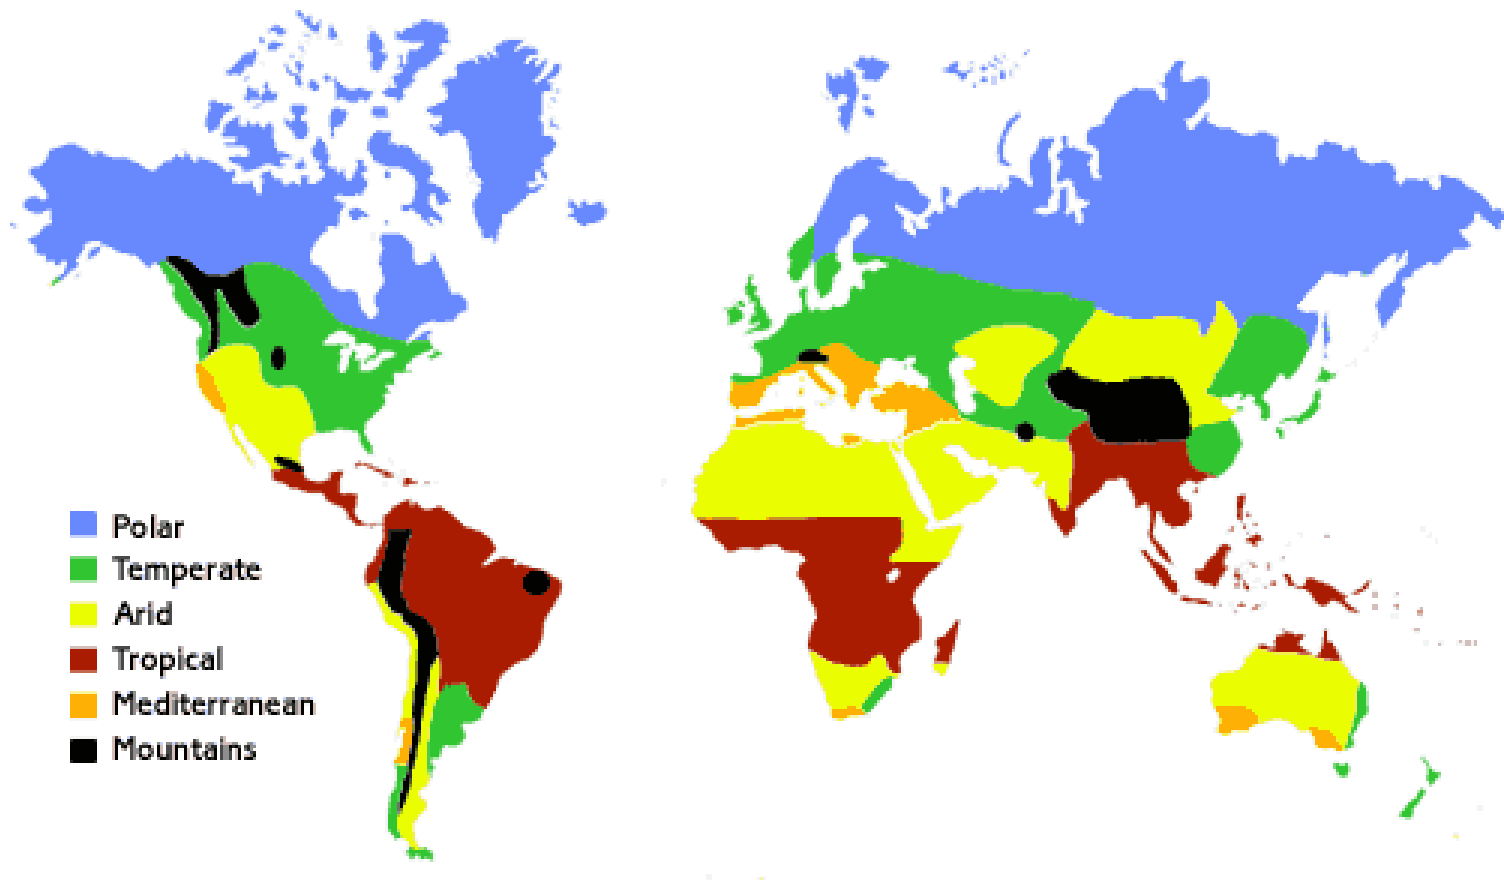 Polar
Temperate
Arid
Tropical
Mediterranean
Mountains